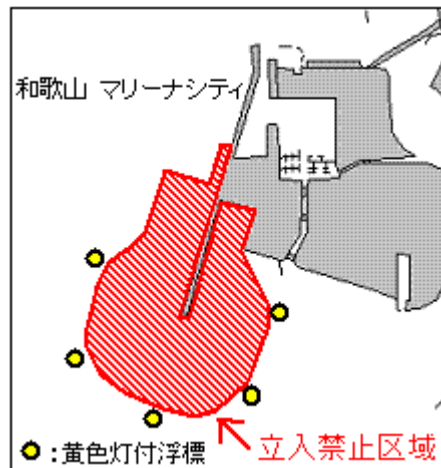 和歌山 マリーナシティ
立入禁止区域
:黄色灯付浮標